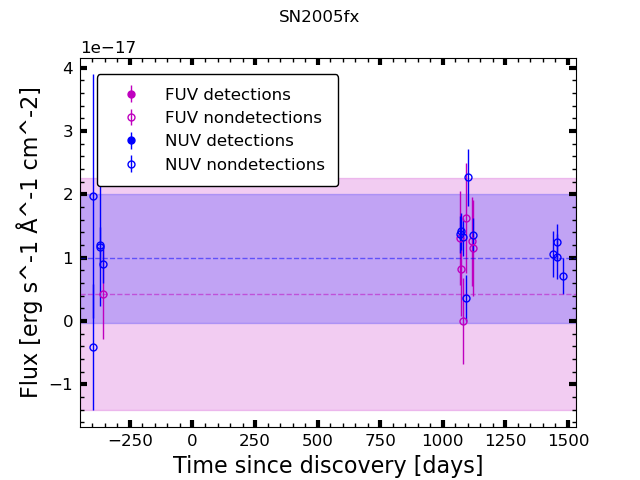 SN2005fx
1e−17
4
3
2
1
0
−1
FUV detections
FUV nondetections
NUV detections
NUV nondetections
−250
0
250
500
750
1000
1250
1500
Time since discovery [days]
Flux [erg s^-1 Å^-1 cm^-2]